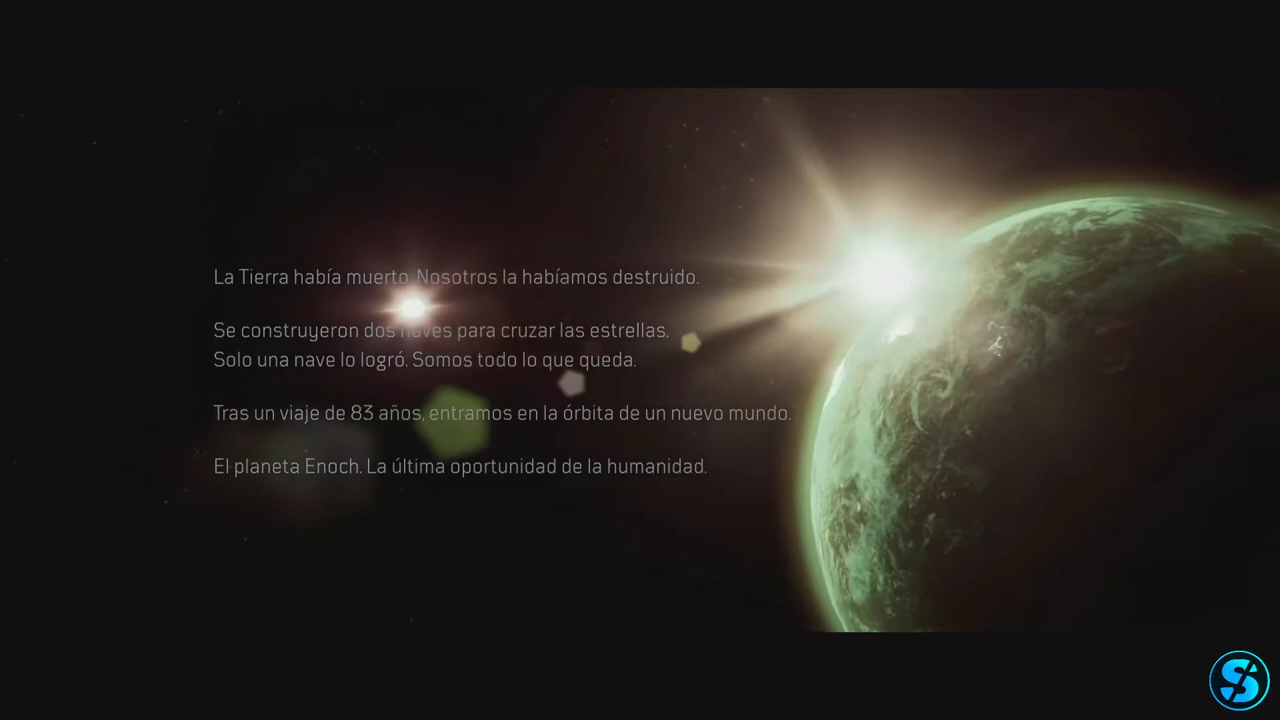 La Tierra había muerto. Nosotros la habíamos destruido.
Se construyeron dos naves para cruzar las estrellas.
Solo una nave lo logró. Somos todo lo que queda.
Tras un viaje de 83 años, entramos en la órbita de un nuevo mundo.
El planeta Enoch. La última oportunidad de la humanidad.